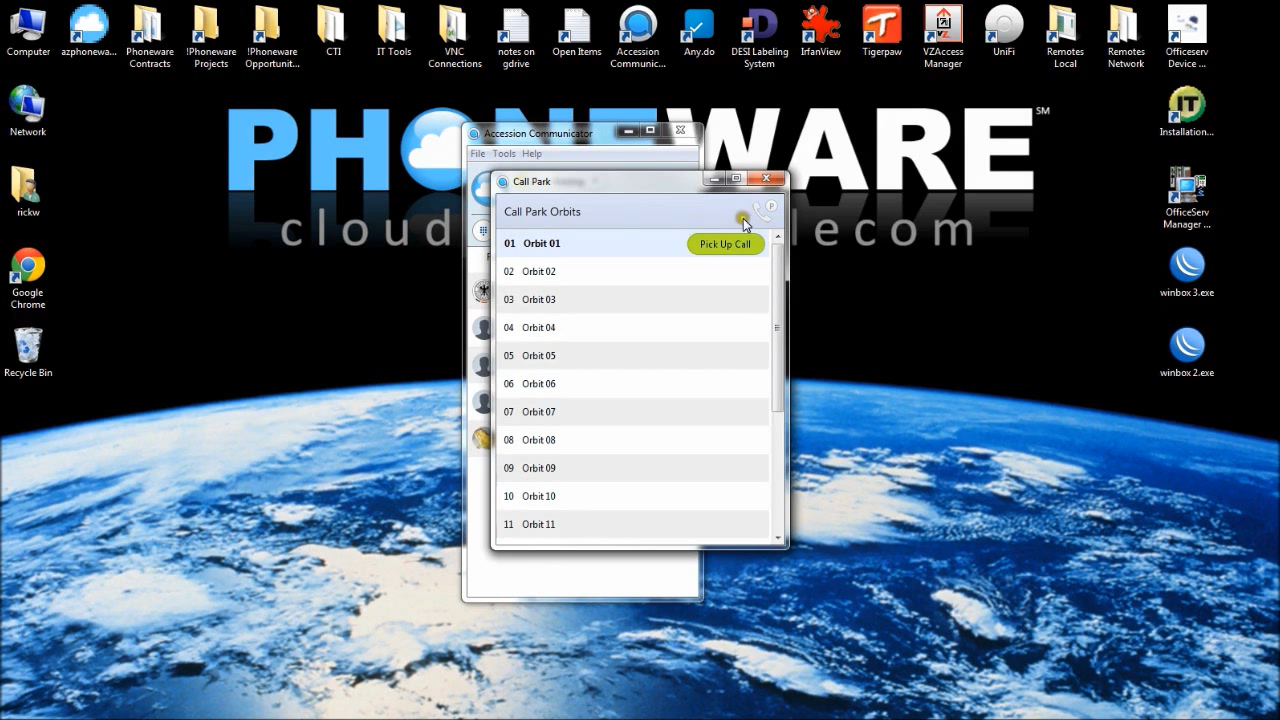 Computer
azphonewa...
Phoneware
Contracts
!Phoneware
Projects
!Phoneware
Opportunit...
CTI
IT Tools
VNC
Connections
notes on
gdrive
Open Items
Accession
Communic...
Any.do
DESI Labeling
System
IrfanView
Tigerpaw
VZAccess
Manager
UniFi
Remotes
Local
Remotes
Network
Officeserv
Device ...
Network
rickw
Google
Chrome
Recycle Bin
IT
Installation...
OfficeServ
Manager ...
winbox 3.exe
winbox 2.exe
PHONEWARE SM
cloud
lecom
Accession Communicator
File Tools Help
Call Park
Call Park Orbits
P
01 Orbit 01 Pick Up Call
02 Orbit 02
03 Orbit 03
04 Orbit 04
05 Orbit 05
06 Orbit 06
07 Orbit 07
08 Orbit 08
09 Orbit 09
10 Orbit 10
11 Orbit 11